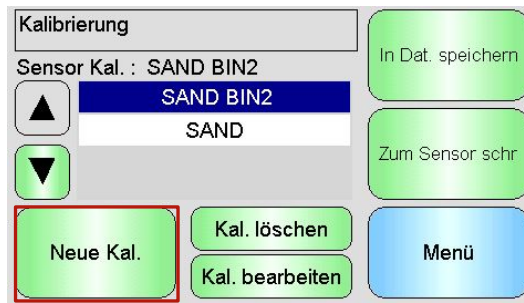 Kalibrierung
Sensor Kal. : SAND BIN2
SAND BIN2
SAND
In Dat. speichern
Zum Sensor schr
Neue Kal.
Kal. löschen
Kal. bearbeiten
Menü